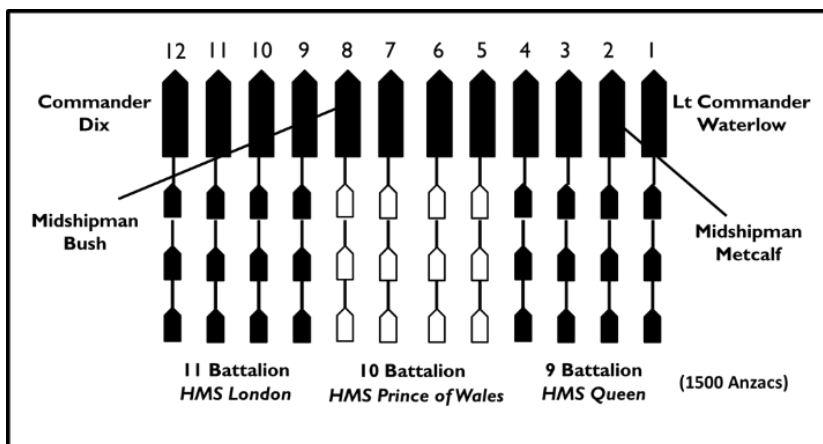 12 11 10 9 8 7 6 5 4 3 2 1
Commander
Dix
Lt Commander
Waterlow
Midshipman
Bush
Midshipman
Metcalf
11 Battalion
HMS London
10 Battalion
HMS Prince of Wales
9 Battalion
HMS Queen
(1500 Anzacs)